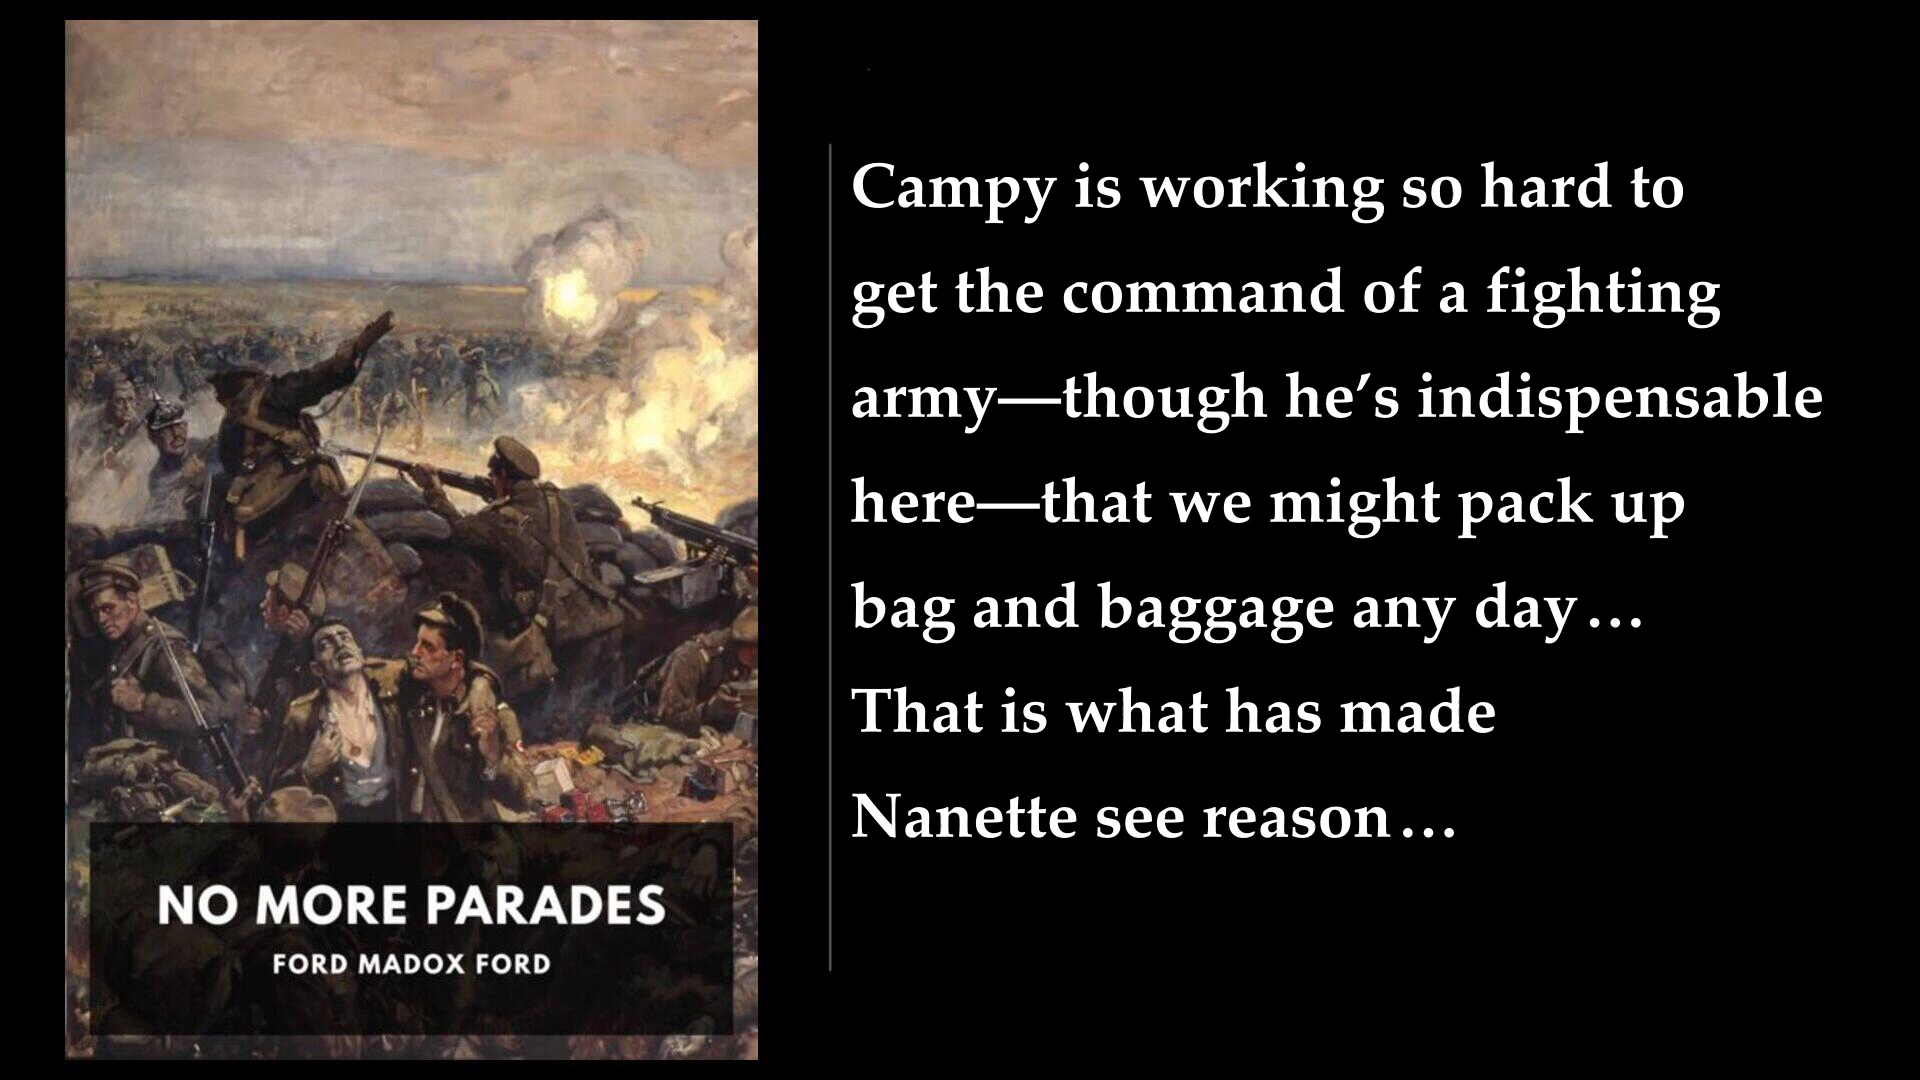 Campy is working so hard to
get the command of a fighting
army—though he’s indispensable
here—that we might pack up
bag and baggage any day…
That is what has made
Nanette see reason…
NO MORE PARADES
FORD MADOX FORD